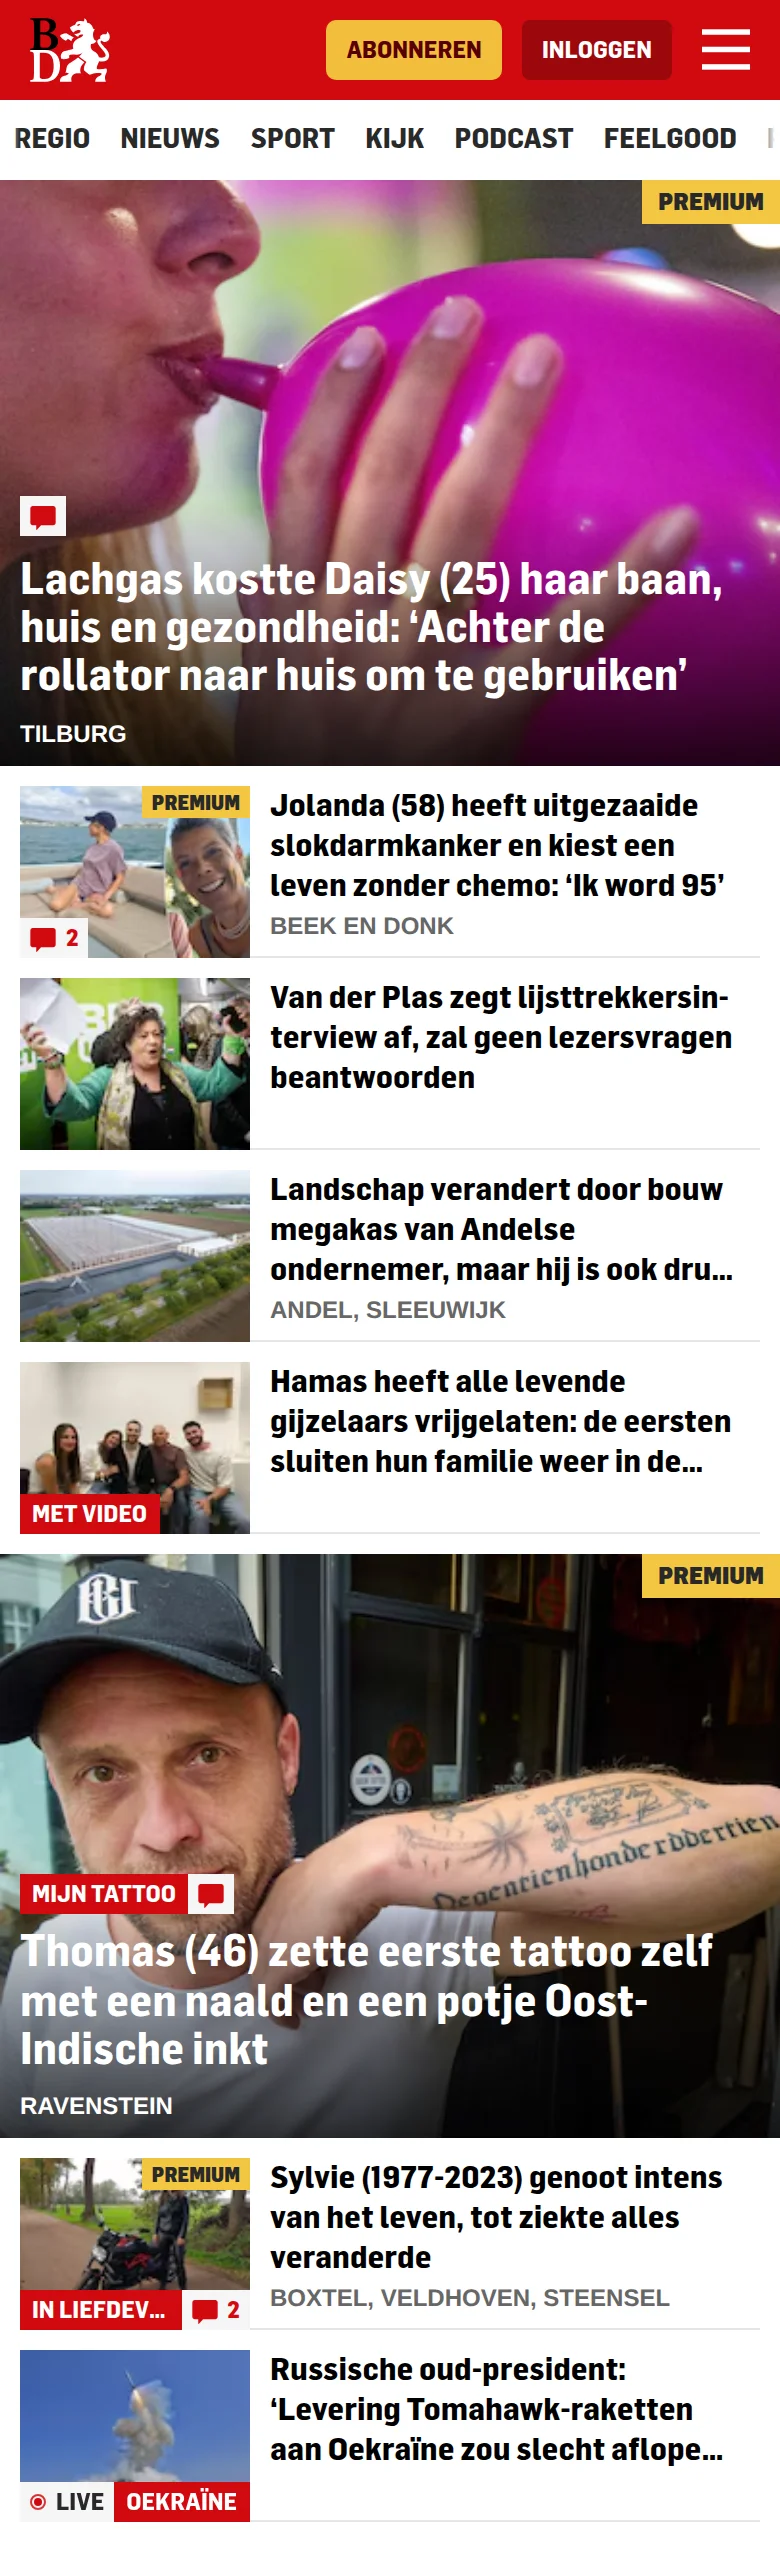 BD
ABONNEREN
INLOGGEN
REGIO NIEUWS SPORT KIJK PODCAST FEELGOOD
PREMIUM
Lachgas kostte Daisy (25) haar baan,
huis en gezondheid: ‘Achter de
rollator naar huis om te gebruiken’
TILBURG
PREMIUM
2
Jolanda (58) heeft uitgezaaide
slokdarmkanker en kiest een
leven zonder chemo: ‘Ik word 95’
BEEK EN DONK
Van der Plas zegt lijsttrekkersin-
terview af, zal geen lezersvragen
beantwoorden
Landschap verandert door bouw
megakas van Andelse
ondernemer, maar hij is ook dru...
ANDEL, SLEEUWIJK
MET VIDEO
Hamas heeft alle levende
gijzelaars vrijgelaten: de eersten
sluiten hun familie weer in de...
PREMIUM
MIJN TATTOO
Thomas (46) zette eerste tattoo zelf
met een naald en een potje Oost-
Indische inkt
RAVENSTEIN
PREMIUM
IN LIEFDEV...
2
Sylvie (1977-2023) genoot intens
van het leven, tot ziekte alles
veranderde
BOXTEL, VELDHOVEN, STEENSEL
LIVE
OEKRAÏNE
Russische oud-president:
‘Levering Tomahawk-raketten
aan Oekraïne zou slecht aflope...